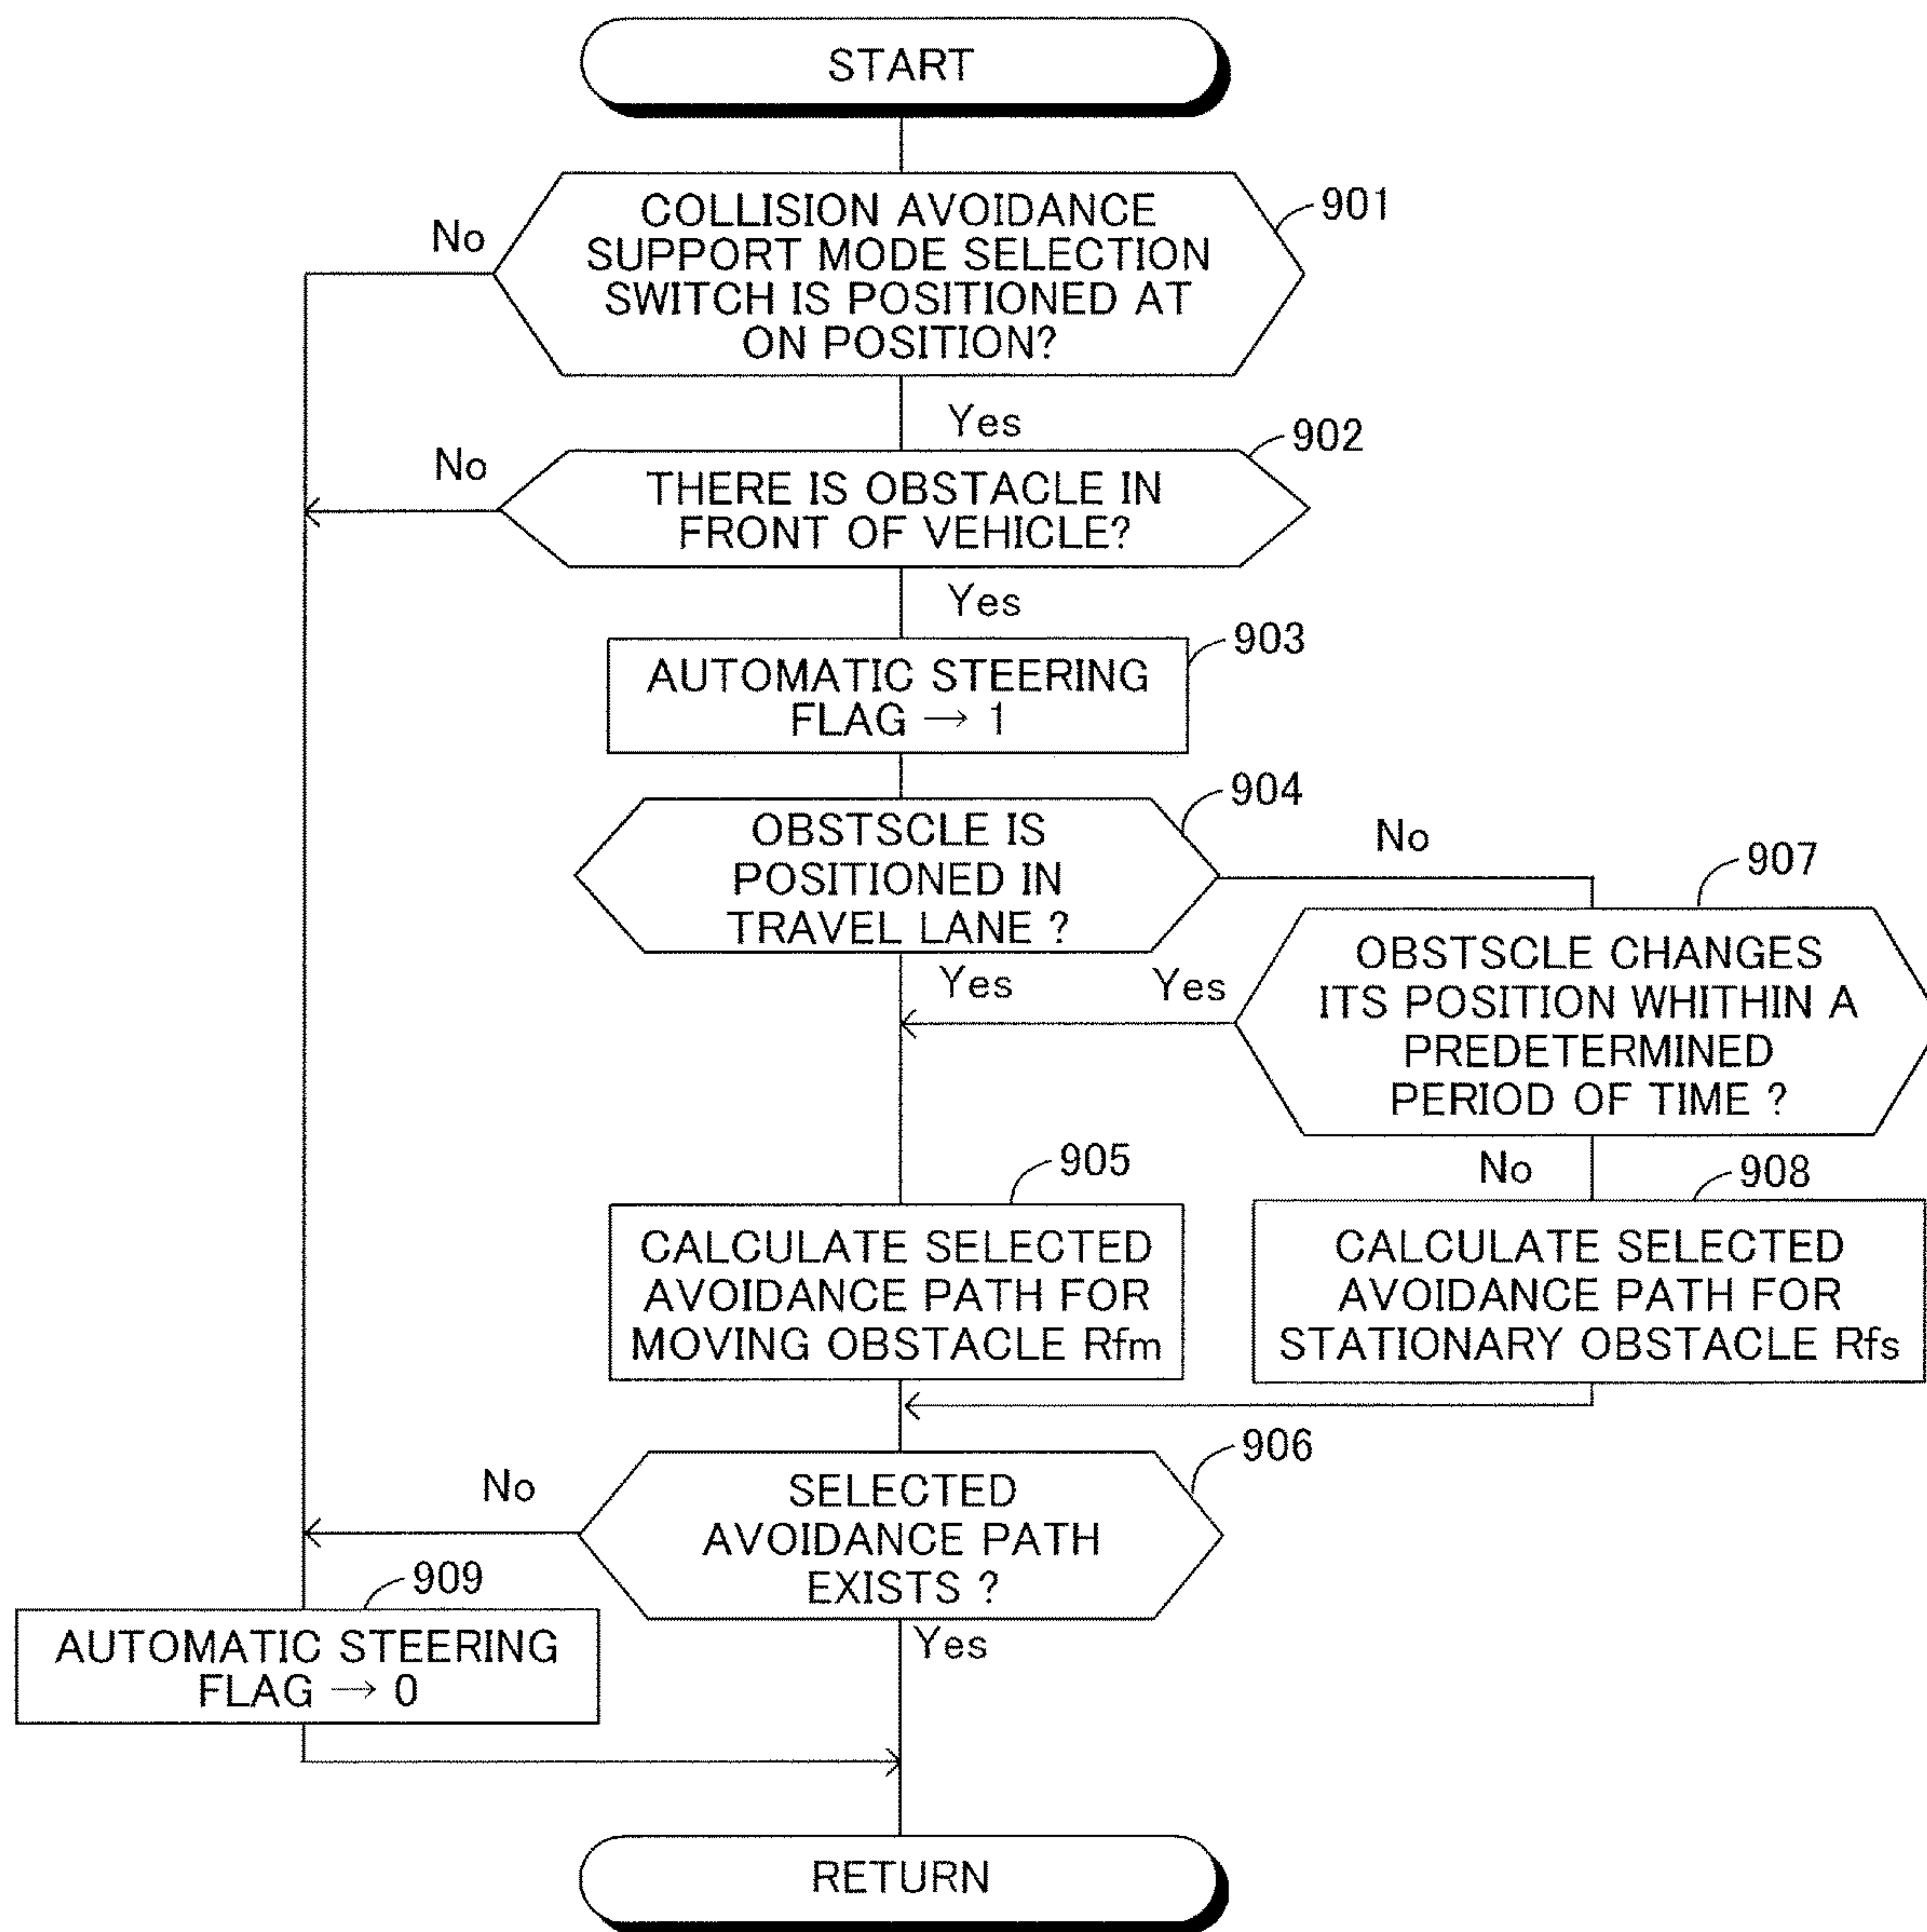 START
COLLISION AVOIDANCE
SUPPORT MODE SELECTION
SWITCH IS POSITIONED AT
ON POSITION?
901
No
Yes
902
No
THERE IS OBSTACLE IN
FRONT OF VEHICLE?
Yes
903
AUTOMATIC STEERING
FLAG → 1
904
OBSTSCLE IS
POSITIONED IN
TRAVEL LANE ?
No
Yes
907
OBSTSCLE CHANGES
ITS POSITION WHITHIN A
PREDETERMINED
PERIOD OF TIME ?
Yes
No
905
CALCULATE SELECTED
AVOIDANCE PATH FOR
MOVING OBSTACLE Rfm
908
CALCULATE SELECTED
AVOIDANCE PATH FOR
STATIONARY OBSTACLE Rfs
906
SELECTED
AVOIDANCE PATH
EXISTS ?
No
Yes
909
AUTOMATIC STEERING
FLAG → 0
RETURN